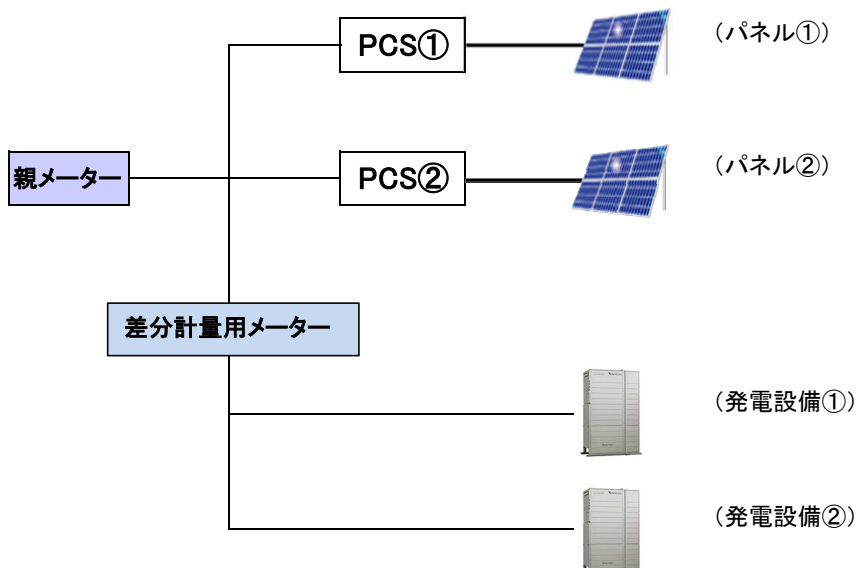 PCS①
(パネル①)
親メーター
PCS②
(パネル②)
差分計量用メーター
(発電設備①)
(発電設備②)